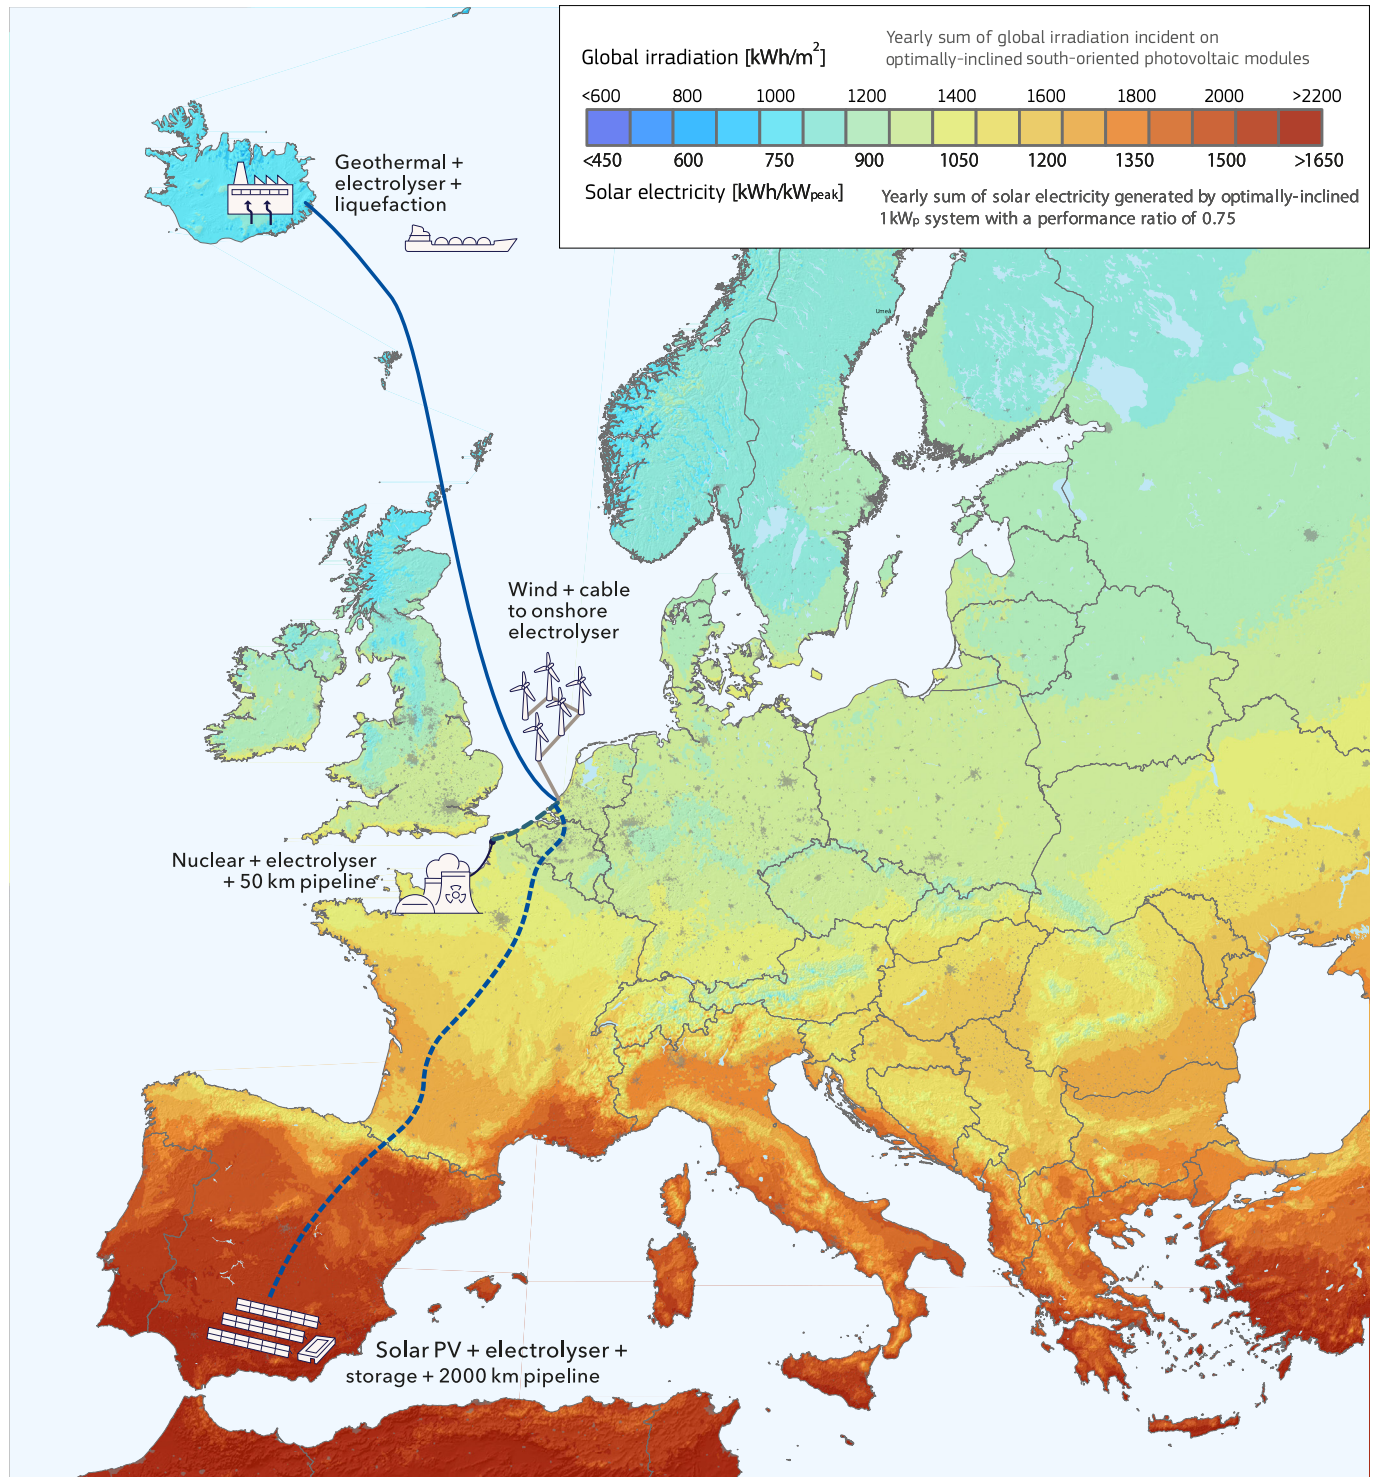 Global irradiation [kWh/m2]
Yearly sum of global irradiation incident on
optimally-inclined south-oriented photovoltaic modules
<600 800 1000 1200 1400 1600 1800 2000 >2200
<450 600 750 900 1050 1200 1350 1500 >1650
Solar electricity [kWh/kWpeak]
Yearly sum of solar electricity generated by optimally-inclined
1kWp system with a performance ratio of 0.75
Geothermal +
electrolyser +
liquefaction
Umeå
Wind + cable
to onshore
electrolyser
Nuclear + electrolyser
+ 50 km pipeline
Solar PV + electrolyser +
storage + 2000 km pipeline